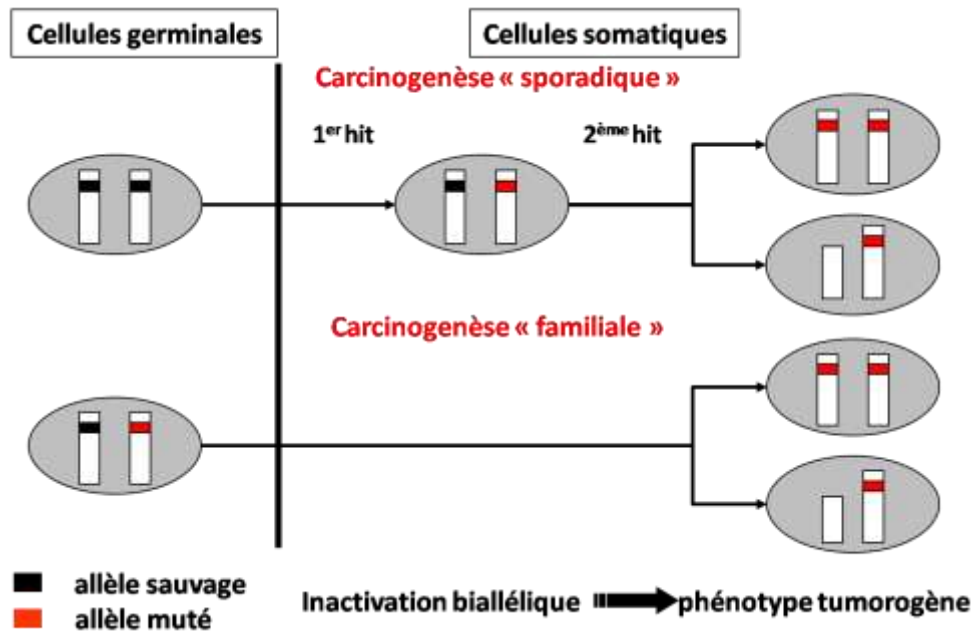 Cellules germinales
Cellules somatiques
Carcinogenèse « sporadique »
1er hit
2ème hit
Carcinogenèse « familiale »
allèle sauvage
allèle muté
Inactivation biallélique
phénotype tumorogène